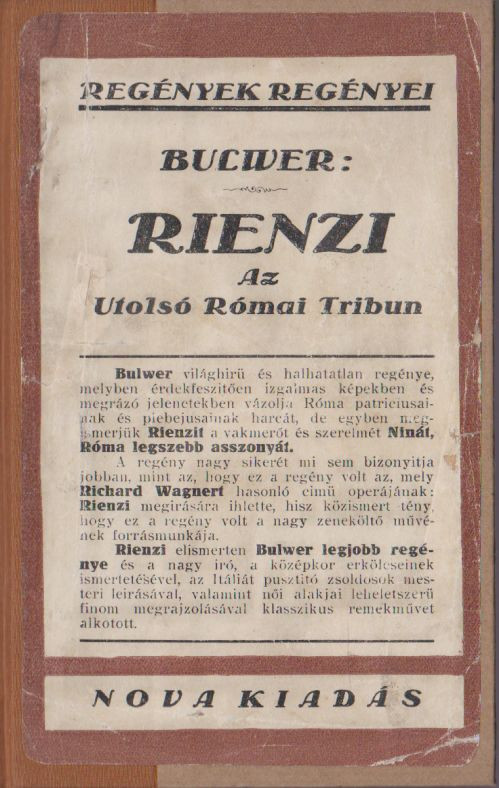 REGÉNYEK REGÉNYEI
BULWER:
RIENZI
Az
Utolsó Római Tribun
Bulwer világhirű és halhatatlan regénye,
melyben érdekfeszitően izgalmas képekben és
megrázó jelenetekben vázolja Róma patriciusai-
nak és plebejusainak harcát, de egyben meg-
ismerjük Rienzit a vakmerőt és szerelmét Ninát,
Róma legszebb asszonyát.
A regény nagy sikerét mi sem bizonyitja
jobban, mint az, hogy ez a regény volt az, mely
Richard Wagnert hasonló cimü operájának:
Rienzi megirására ihlette, hisz közismert tény,
hogy ez a regény volt a nagy zeneköltő művé-
nek forrásmunkája.
Rienzi elismerten Bulwer legjobb regé-
nye és a nagy iró, a középkor erkölcseinek
ismertetésével, az Itáliát pusztitó zsoldosok mes-
teri leirásával, valamint női alakjai leheletszerű
finom megrajzolásával klasszikus remekművet
alkotott.
NOVA KIADÁS